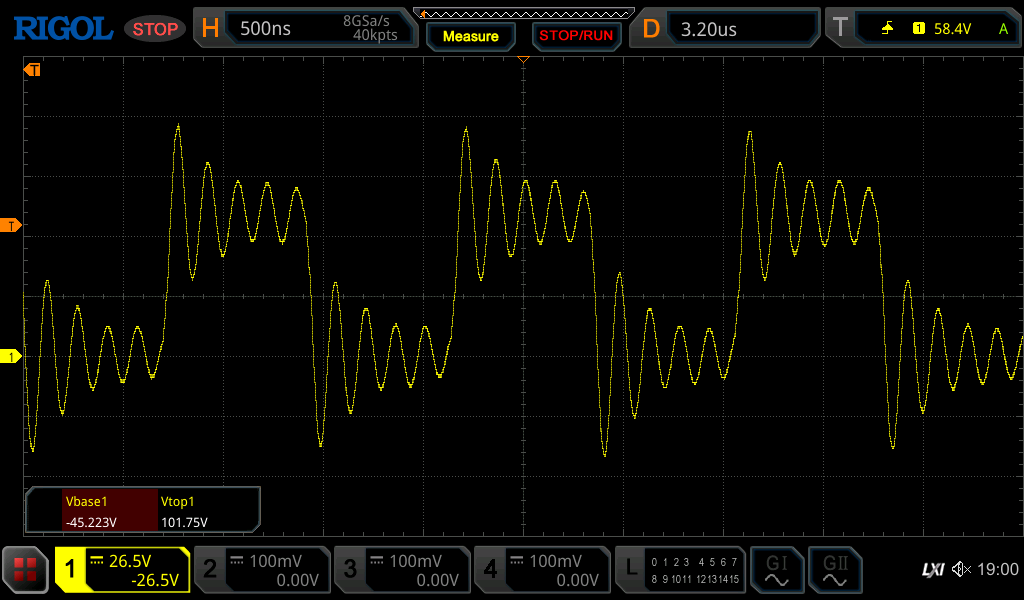 RIGOL STOP H 500ns 8GSa/s 40kpts Measure STOP/RUN D 3.20us T 1 58.4V A
T
T
1
Vbase1 Vtop1
-45.223V 101.75V
1 26.5V -26.5V 2 100mV 0.00V 3 100mV 0.00V 4 100mV 0.00V L 0 1 2 3 4 5 6 7 8 9 10 11 12 13 14 15 GI GII LXI 19:00